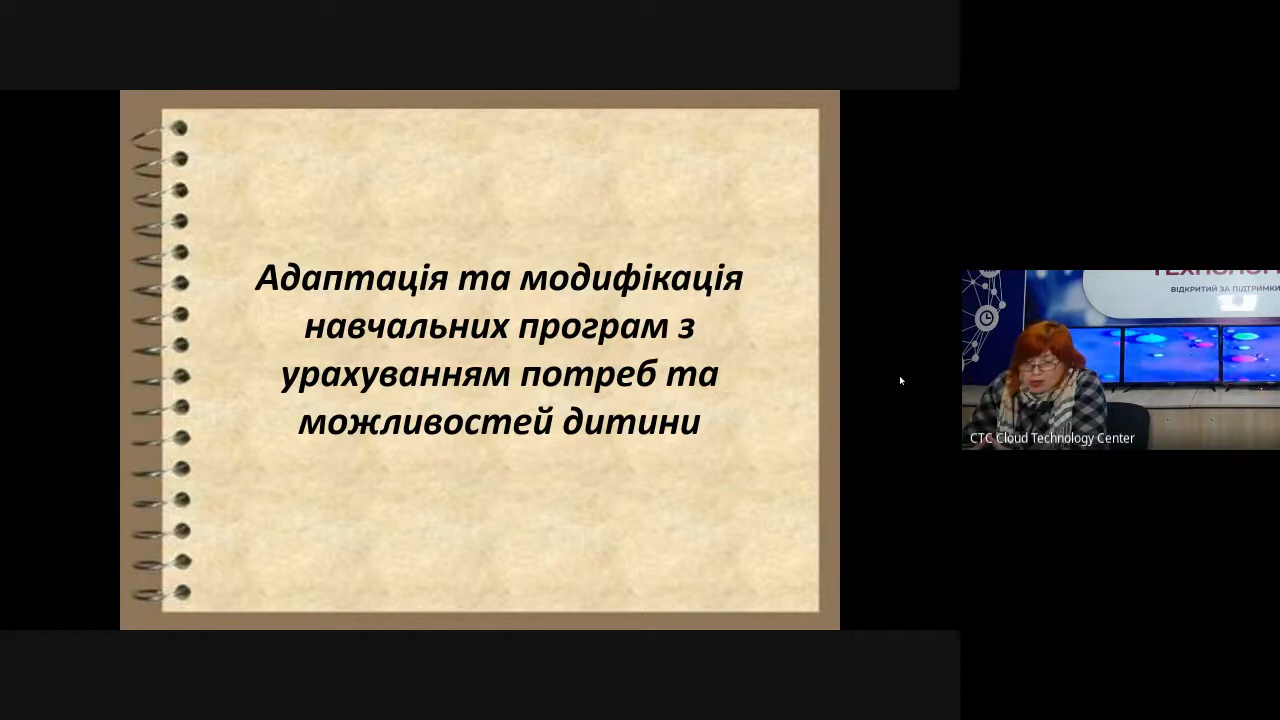 Адаптація та модифікація
навчальних програм з
урахуванням потреб та
можливостей дитини
ВІДКРИТИЙ ЗА ПІДТРИМКИ
CTC Cloud Technology Center